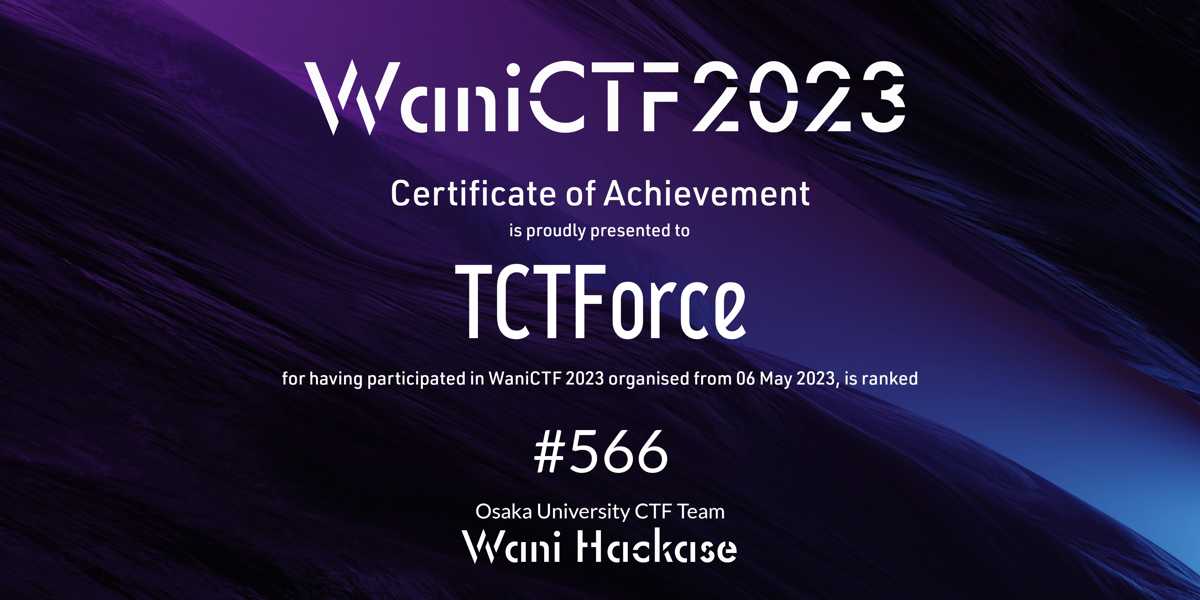 WaniCTF2023
Certificate of Achievement
is proudly presented to
TCTForce
for having participated in WaniCTF 2023 organised from 06 May 2023, is ranked
#566
Osaka University CTF Team
Wani Hackase